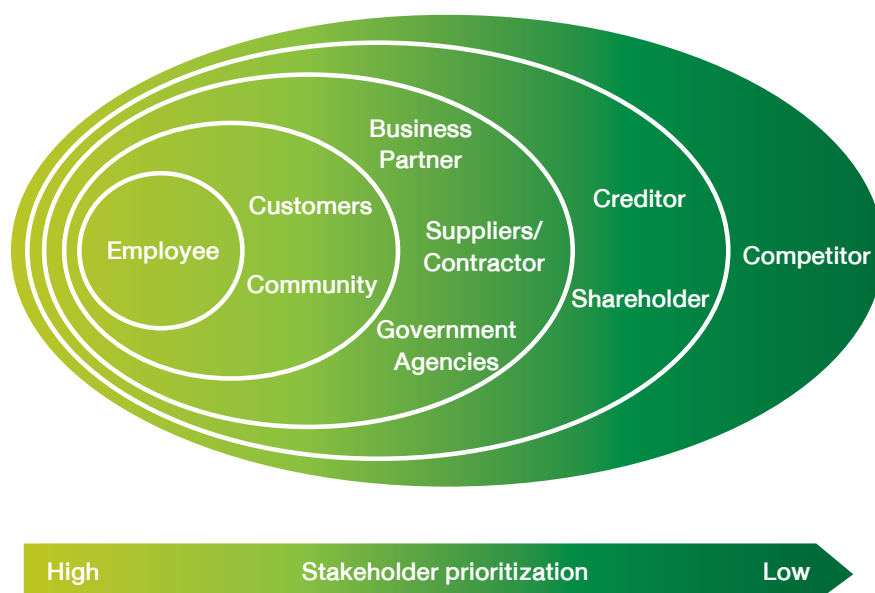 Business
Partner
Customers
Creditor
Employee
Suppliers/
Contractor
Competitor
Community
Shareholder
Government
Agencies
High
Stakeholder prioritization
Low